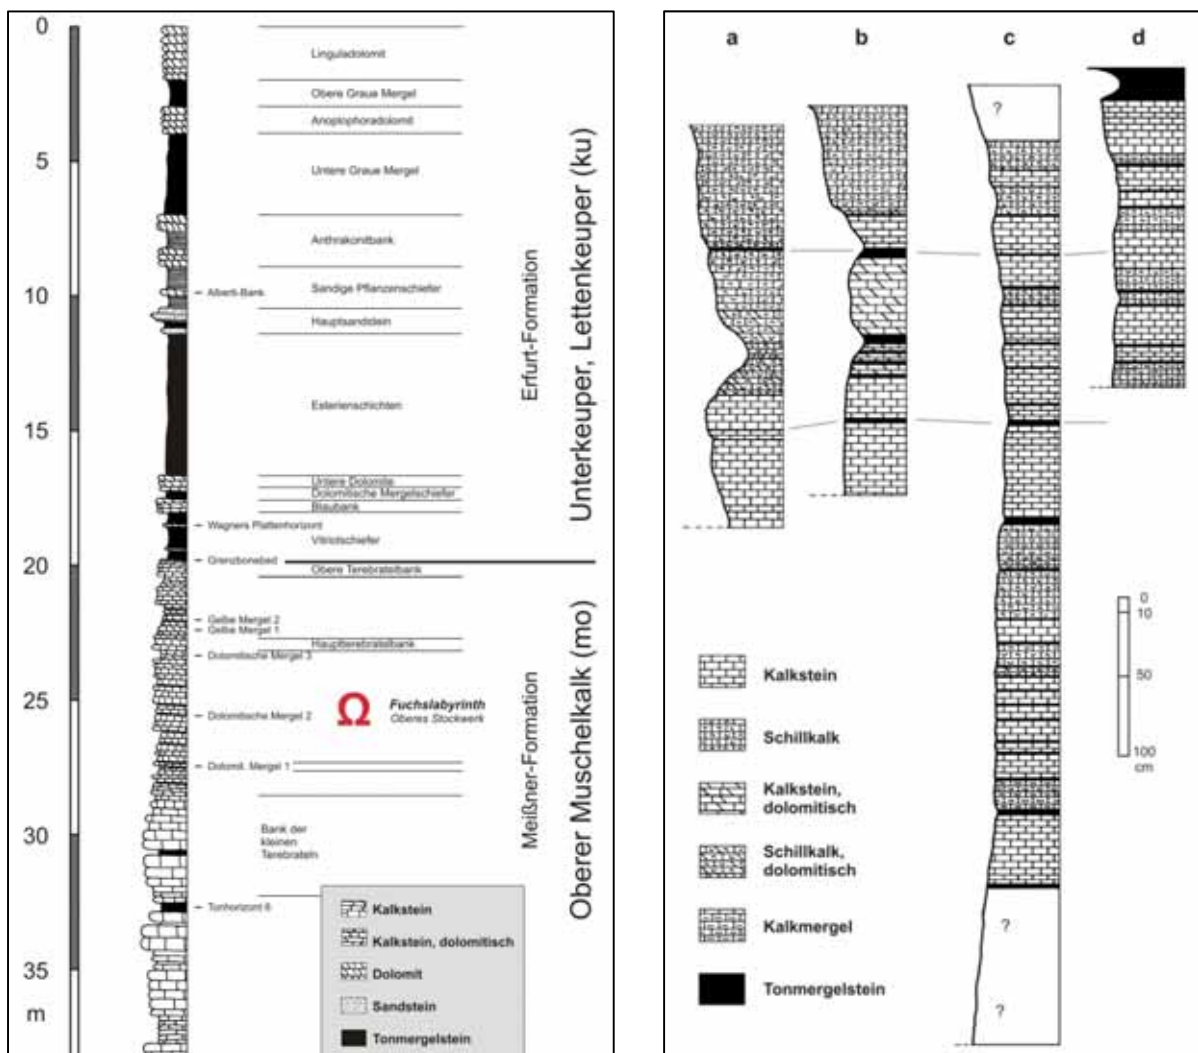 0
5
10
15
20
25
30
35
m
Linguladolomit
Obere Graue Mergel
Anoplophoradolomit
Untere Graue Mergel
Anthrakonitbank
Sandige Pflanzenschiefer
Alberti-Bank
Hauptsandstein
Estherienschichten
Untere Dolomite
Dolomitische Mergelschiefer
Blaubank
Wagners Plattenhorizont
Vitriolschiefer
Grenzbonebed
Obere Terebratelbank
Gelbe Mergel 2
Gelbe Mergel 1
Hauptterebratelbank
Dolomitische Mergel 3
Ω
Fuchslabyrinth
Oberes Stockwerk
Dolomitische Mergel 2
Dolomit. Mergel 1
Bank der
kleinen
Terebrateln
Tonhorizont 6
Erfurt-Formation
Meißner-Formation
Unterkeuper, Lettenkeuper (ku)
Oberer Muschelkalk (mo)
Kalkstein
Kalkstein, dolomitisch
Dolomit
Sandstein
Tonmergelstein
a
b
c
d
?
?
?
0
10
50
100
cm
Kalkstein
Schillkalk
Kalkstein,
dolomitisch
Schillkalk,
dolomitisch
Kalkmergel
Tonmergelstein